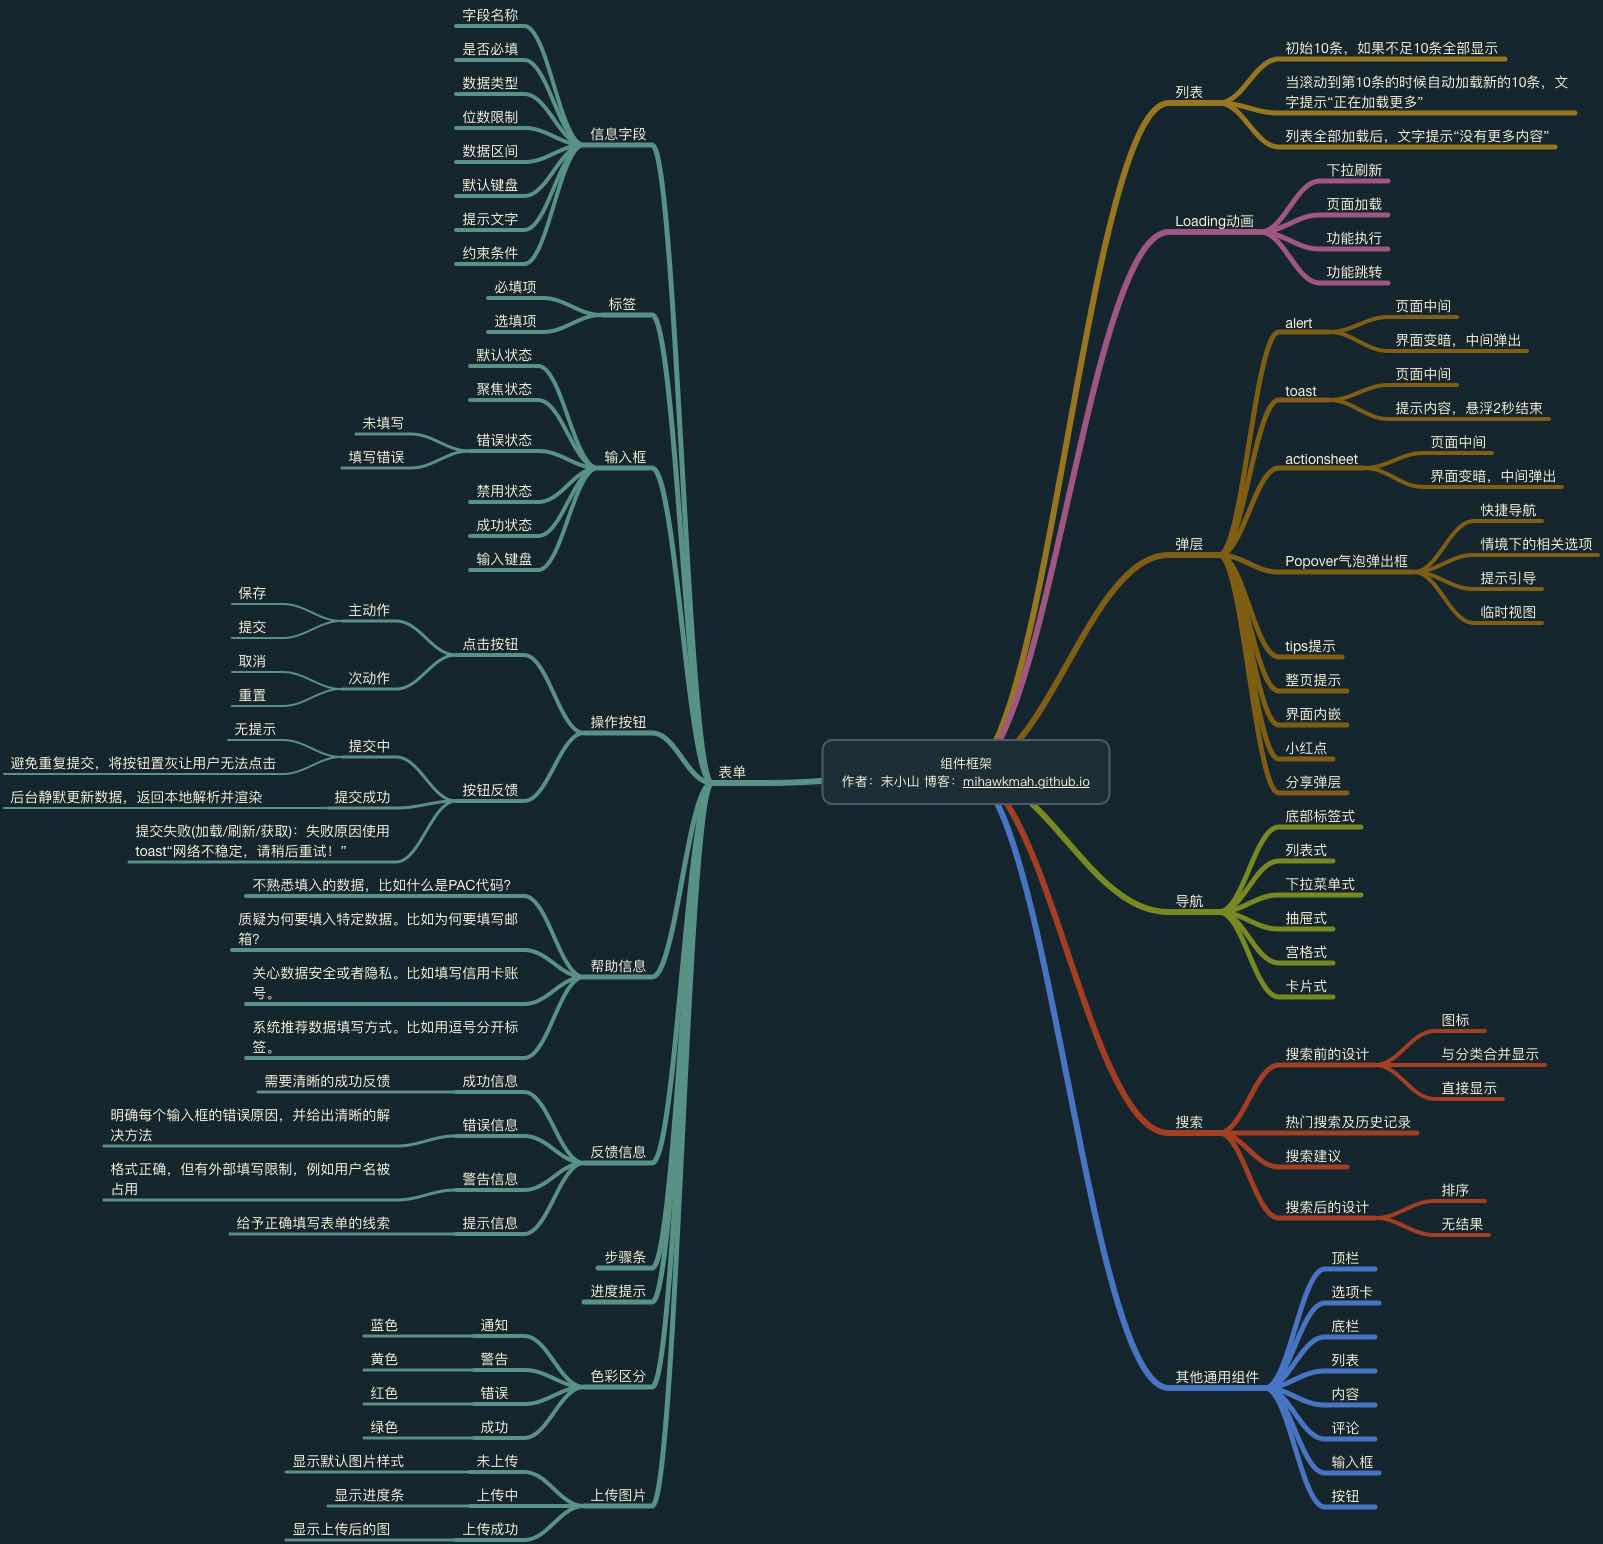 组件框架
作者：末小山 博客：mihawkmah.github.io
列表
初始10条，如果不足10条全部显示
当滚动到第10条的时候自动加载新的10条，文
字提示“正在加载更多”
列表全部加载后，文字提示“没有更多内容”
Loading动画
下拉刷新
页面加载
功能执行
功能跳转
弹层
alert
页面中间
界面变暗，中间弹出
toast
页面中间
提示内容，悬浮2秒结束
actionsheet
页面中间
界面变暗，中间弹出
Popover气泡弹出框
快捷导航
情境下的相关选项
提示引导
临时视图
tips提示
整页提示
界面内嵌
小红点
分享弹层
导航
底部标签式
列表式
下拉菜单式
抽屉式
宫格式
卡片式
搜索
搜索前的设计
图标
与分类合并显示
直接显示
热门搜索及历史记录
搜索建议
搜索后的设计
排序
无结果
其他通用组件
顶栏
选项卡
底栏
列表
内容
评论
输入框
按钮
表单
信息字段
字段名称
是否必填
数据类型
位数限制
数据区间
默认键盘
提示文字
约束条件
标签
必填项
选填项
输入框
默认状态
聚焦状态
错误状态
未填写
填写错误
禁用状态
成功状态
输入键盘
操作按钮
点击按钮
主动作
保存
提交
次动作
取消
重置
按钮反馈
提交中
无提示
避免重复提交，将按钮置灰让用户无法点击
提交成功
后台静默更新数据，返回本地解析并渲染
提交失败(加载/刷新/获取)：失败原因使用
toast“网络不稳定，请稍后重试！”
帮助信息
不熟悉填入的数据，比如什么是PAC代码？
质疑为何要填入特定数据。比如为何要填写邮
箱？
关心数据安全或者隐私。比如填写信用卡账
号。
系统推荐数据填写方式。比如用逗号分开标
签。
反馈信息
成功信息
需要清晰的成功反馈
错误信息
明确每个输入框的错误原因，并给出清晰的解
决方法
警告信息
格式正确，但有外部填写限制，例如用户名被
占用
提示信息
给予正确填写表单的线索
步骤条
进度提示
色彩区分
通知
蓝色
警告
黄色
错误
红色
成功
绿色
上传图片
未上传
显示默认图片样式
上传中
显示进度条
上传成功
显示上传后的图